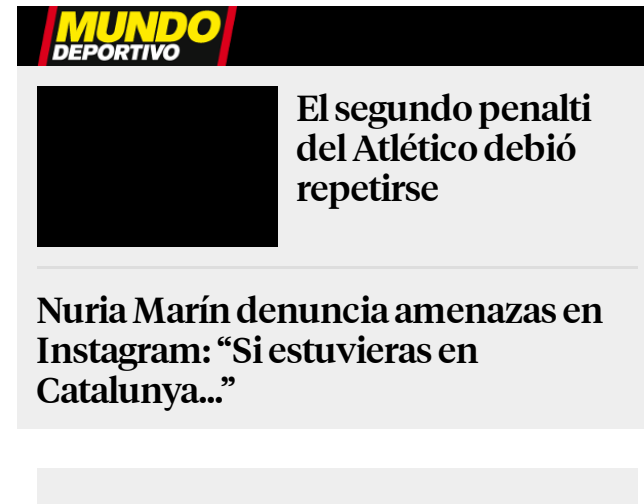 MUNDO
DEPORTIVO
El segundo penalti
del Atlético debió
repetirse
Nuria Marín denuncia amenazas en
Instagram: “Si estuvieras en
Catalunya...”